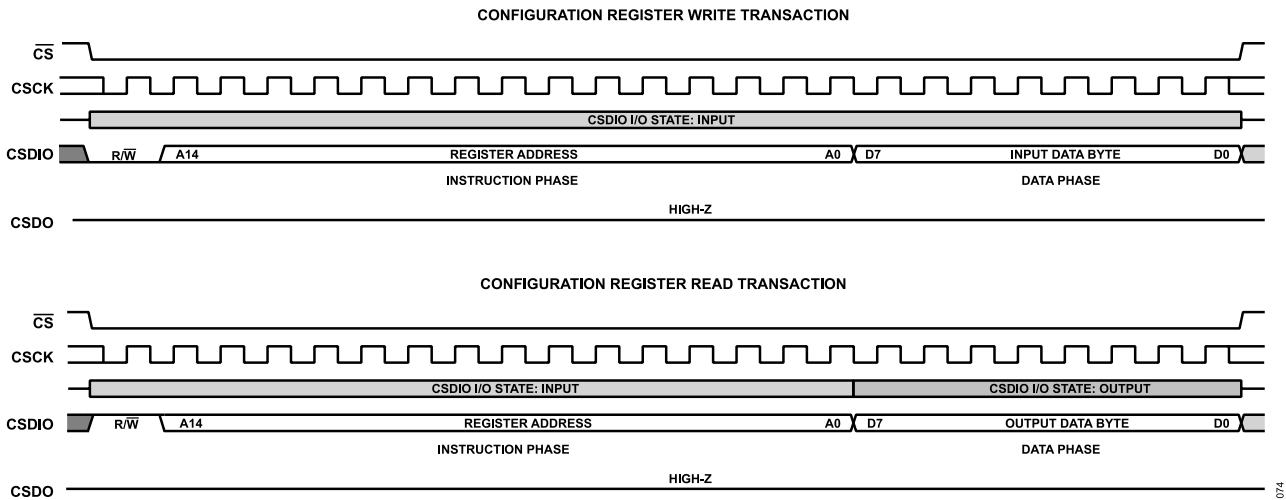 CONFIGURATION REGISTER WRITE TRANSACTION
C̅S̅
CSCK
CSDIO I/O STATE: INPUT
CSDIO R/W̅ A14 REGISTER ADDRESS A0 D7 INPUT DATA BYTE D0
INSTRUCTION PHASE DATA PHASE
HIGH-Z
CSDO
CONFIGURATION REGISTER READ TRANSACTION
C̅S̅
CSCK
CSDIO I/O STATE: INPUT CSDIO I/O STATE: OUTPUT
CSDIO R/W̅ A14 REGISTER ADDRESS A0 D7 OUTPUT DATA BYTE D0
INSTRUCTION PHASE DATA PHASE
HIGH-Z
CSDO
074